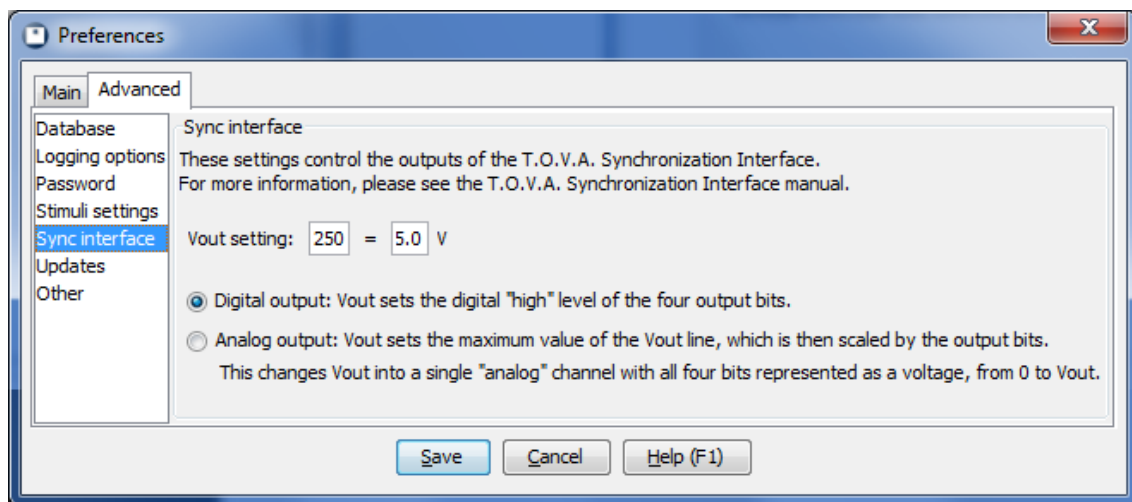 Preferences
Main
Advanced
Database
Logging options
Password
Stimuli settings
Sync interface
Updates
Other
Sync interface
These settings control the outputs of the T.O.V.A. Synchronization Interface.
For more information, please see the T.O.V.A. Synchronization Interface manual.
Vout setting: 250 = 5.0 V
Digital output: Vout sets the digital "high" level of the four output bits.
Analog output: Vout sets the maximum value of the Vout line, which is then scaled by the output bits.
This changes Vout into a single "analog" channel with all four bits represented as a voltage, from 0 to Vout.
Save
Cancel
Help (F1)